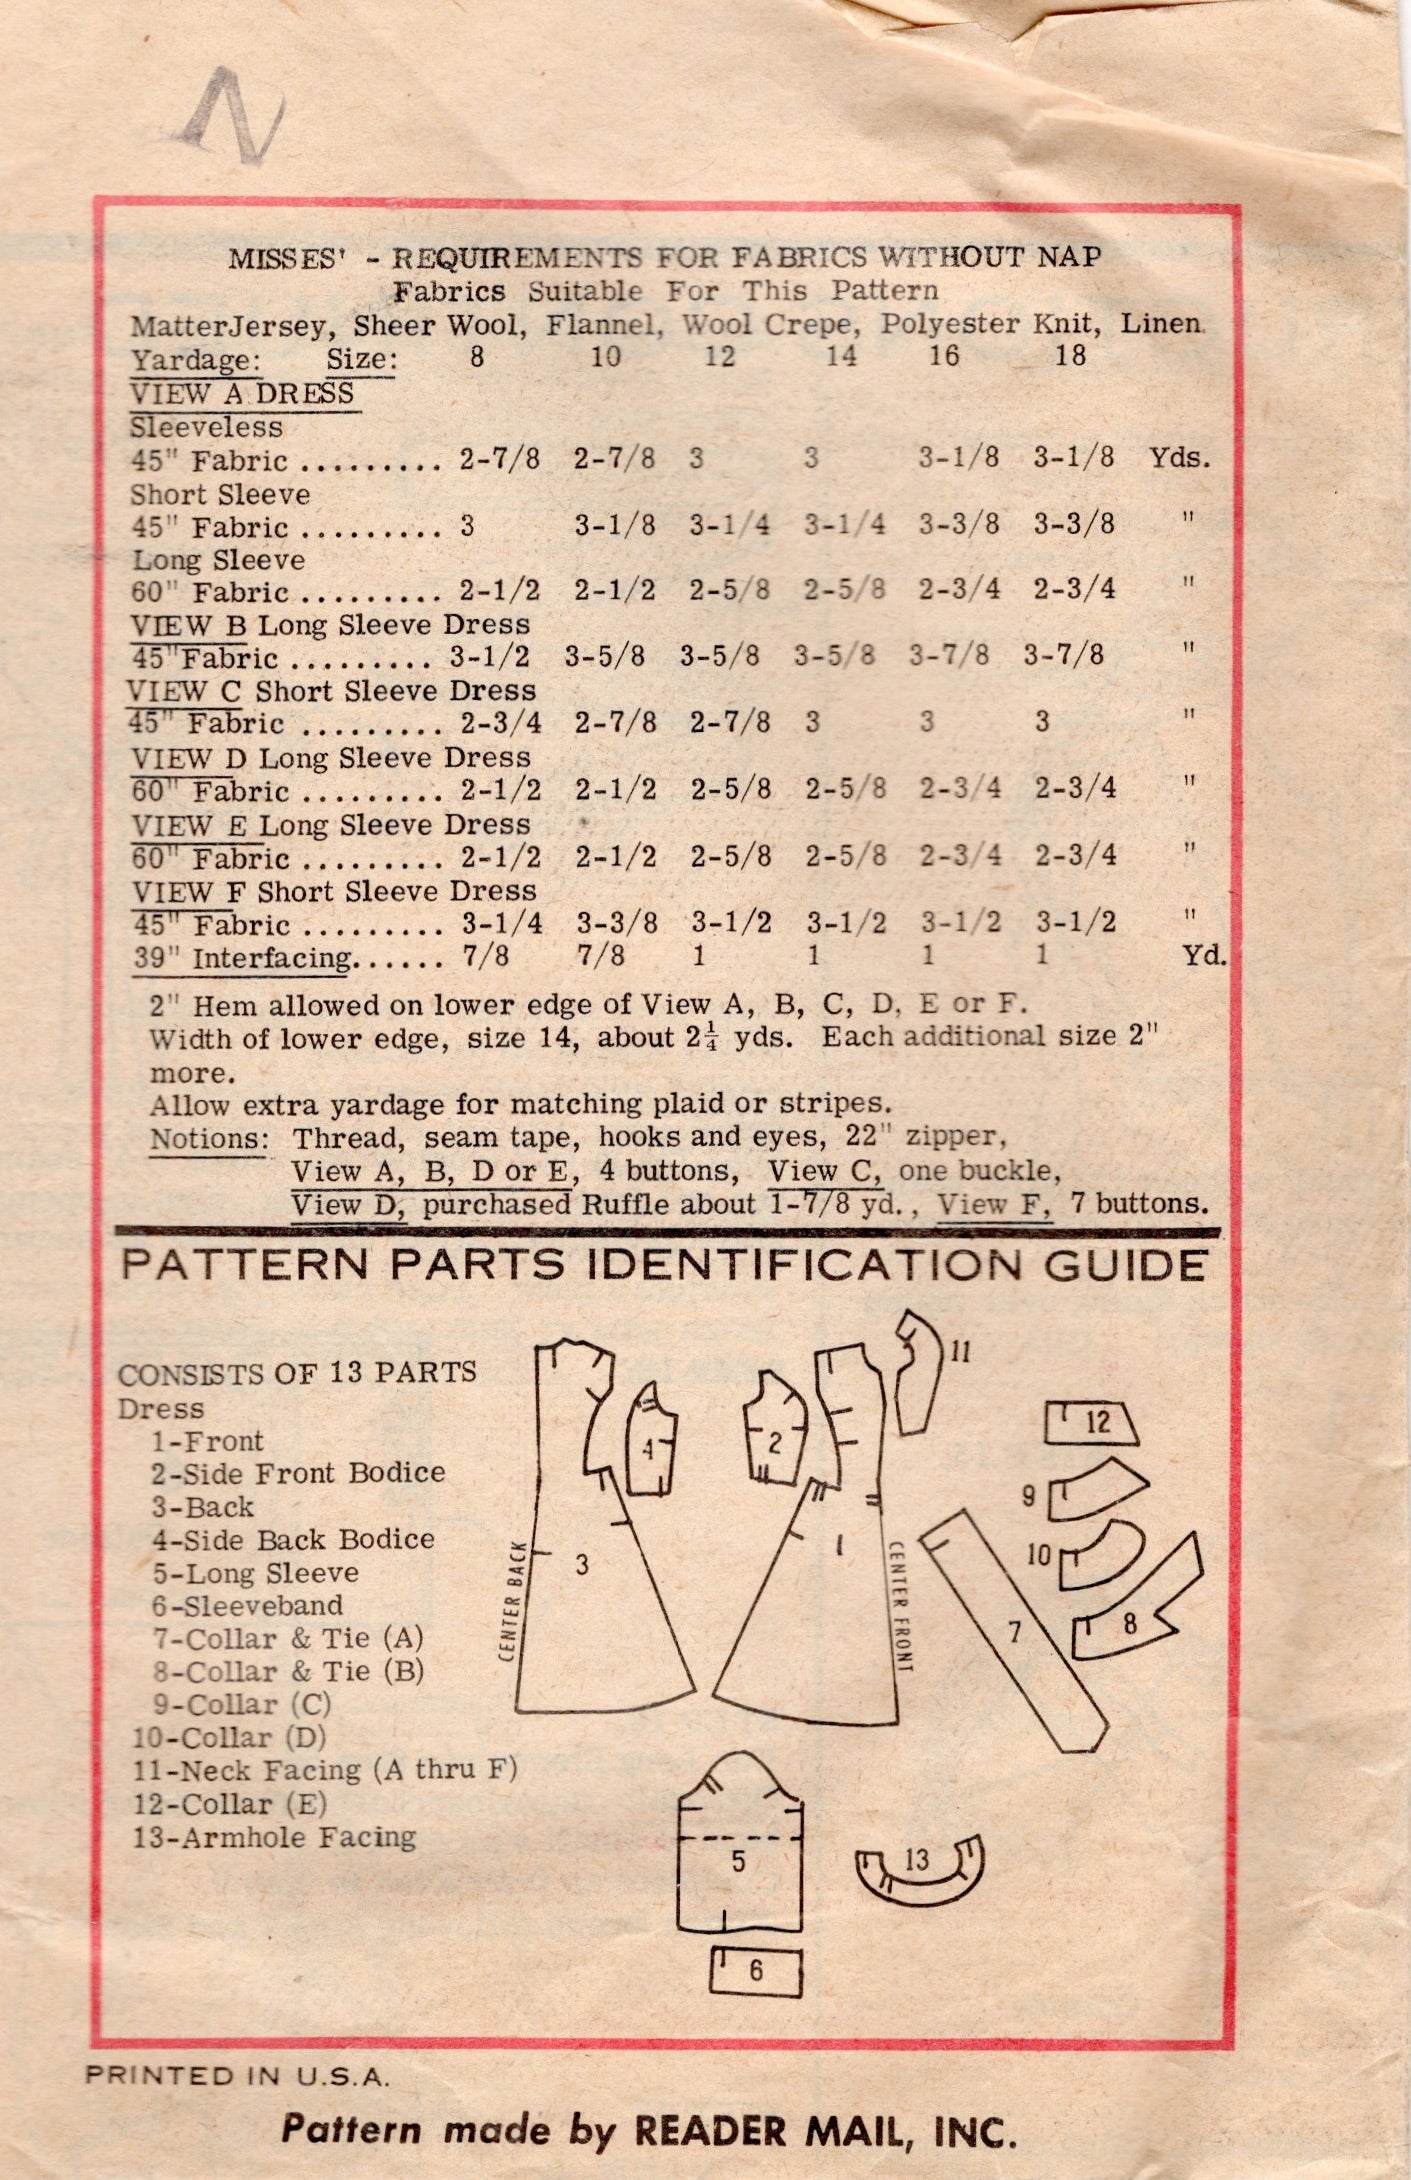 N
MISSES' - REQUIREMENTS FOR FABRICS WITHOUT NAP
Fabrics Suitable For This Pattern
MatterJersey, Sheer Wool, Flannel, Wool Crepe, Polyester Knit, Linen
Yardage: Size: 8 10 12 14 16 18
VIEW A DRESS
Sleeveless
45" Fabric ......... 2-7/8 2-7/8 3 3 3-1/8 3-1/8 Yds.
Short Sleeve
45" Fabric ......... 3 3-1/8 3-1/4 3-1/4 3-3/8 3-3/8 "
Long Sleeve
60" Fabric ......... 2-1/2 2-1/2 2-5/8 2-5/8 2-3/4 2-3/4 "
VIEW B Long Sleeve Dress
45"Fabric ......... 3-1/2 3-5/8 3-5/8 3-5/8 3-7/8 3-7/8 "
VIEW C Short Sleeve Dress
45" Fabric ......... 2-3/4 2-7/8 2-7/8 3 3 3 "
VIEW D Long Sleeve Dress
60" Fabric ......... 2-1/2 2-1/2 2-5/8 2-5/8 2-3/4 2-3/4 "
VIEW E Long Sleeve Dress
60" Fabric ......... 2-1/2 2-1/2 2-5/8 2-5/8 2-3/4 2-3/4 "
VIEW F Short Sleeve Dress
45" Fabric ......... 3-1/4 3-3/8 3-1/2 3-1/2 3-1/2 3-1/2 "
39" Interfacing...... 7/8 7/8 1 1 1 1 Yd.
2" Hem allowed on lower edge of View A, B, C, D, E or F.
Width of lower edge, size 14, about 2¼ yds. Each additional size 2"
more.
Allow extra yardage for matching plaid or stripes.
Notions: Thread, seam tape, hooks and eyes, 22" zipper,
View A, B, D or E, 4 buttons, View C, one buckle,
View D, purchased Ruffle about 1-7/8 yd., View F, 7 buttons.
PATTERN PARTS IDENTIFICATION GUIDE
CONSISTS OF 13 PARTS
Dress
1-Front
2-Side Front Bodice
3-Back
4-Side Back Bodice
5-Long Sleeve
6-Sleeveband
7-Collar & Tie (A)
8-Collar & Tie (B)
9-Collar (C)
10-Collar (D)
11-Neck Facing (A thru F)
12-Collar (E)
13-Armhole Facing
11
12
4
2
9
10
3
1
7
8
CENTER BACK
CENTER FRONT
5
13
6
PRINTED IN U.S.A.
Pattern made by READER MAIL, INC.